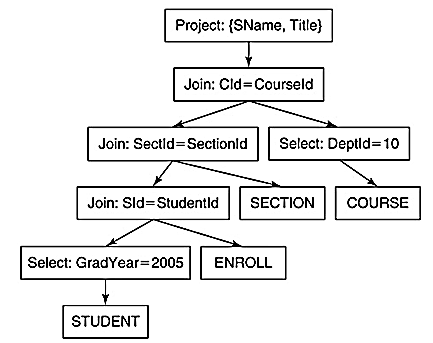 Project: {SName, Title}
Join: CId=CourseId
Join: SectId=SectionId
Select: DeptId=10
Join: SId=StudentId
SECTION
COURSE
Select: GradYear=2005
ENROLL
STUDENT